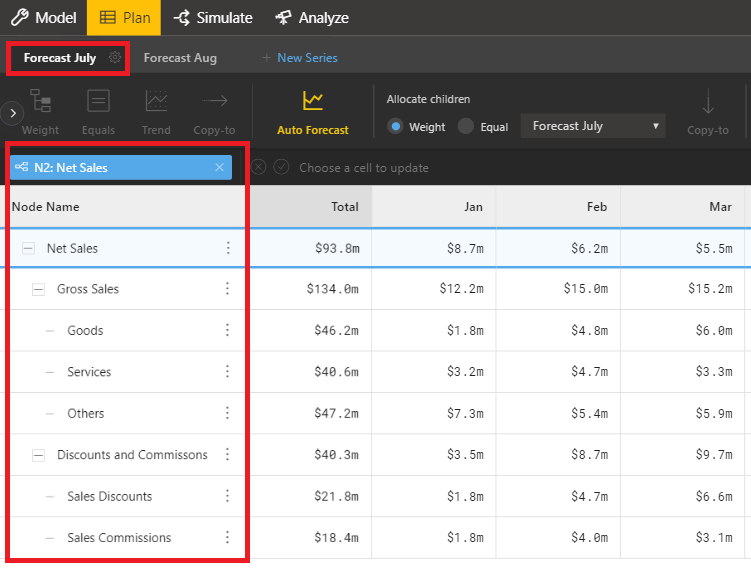 Model Plan Simulate Analyze
Forecast July Forecast Aug + New Series
Allocate children
Weight Equals Trend Copy-to Auto Forecast Weight Equal Forecast July Copy-to
N2: Net Sales Choose a cell to update
Node Name Total Jan Feb Mar
Net Sales $93.8m $8.7m $6.2m $5.5m
Gross Sales $134.0m $12.2m $15.0m $15.2m
Goods $46.2m $1.8m $4.8m $6.0m
Services $40.6m $3.2m $4.7m $3.3m
Others $47.2m $7.3m $5.4m $5.9m
Discounts and Commissons $40.3m $3.5m $8.7m $9.7m
Sales Discounts $21.8m $1.8m $4.7m $6.6m
Sales Commissions $18.4m $1.8m $4.0m $3.1m